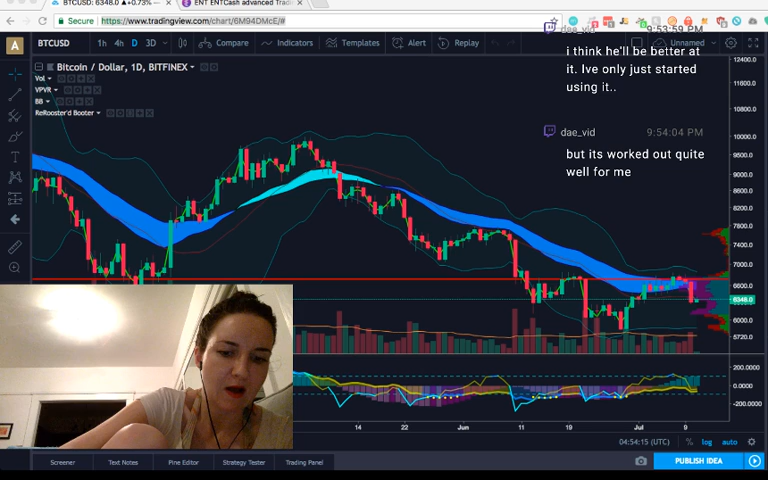 BTCUSD: 6348.0 ▲+0.73%
ENT ENTCash advanced Tradi
Secure
https://www.tradingview.com/chart/6M94DMcE/#
A
BTCUSD
1h 4h D 3D
Compare
Indicators
Templates
Alert
Replay
Unnamed
dae_vid 9:53:59 PM
i think he'll be better at
it. Ive only just started
using it..
dae_vid 9:54:04 PM
but its worked out quite
well for me
Bitcoin / Dollar, 1D, BITFINEX
Vol
VPVR
BB
ReRooster'd Booter
12400.0
11600.0
10800.0
10000.0
9500.0
8600.0
8200.0
7800.0
7400.0
7000.0
6600.0
6348.0
6000.0
5720.0
200.0000
0.0000
-200.0000
14 22 Jun 11 19 Jul 9
04:54:15 (UTC) % log auto
Screener
Text Notes
Pine Editor
Strategy Tester
Trading Panel
PUBLISH IDEA